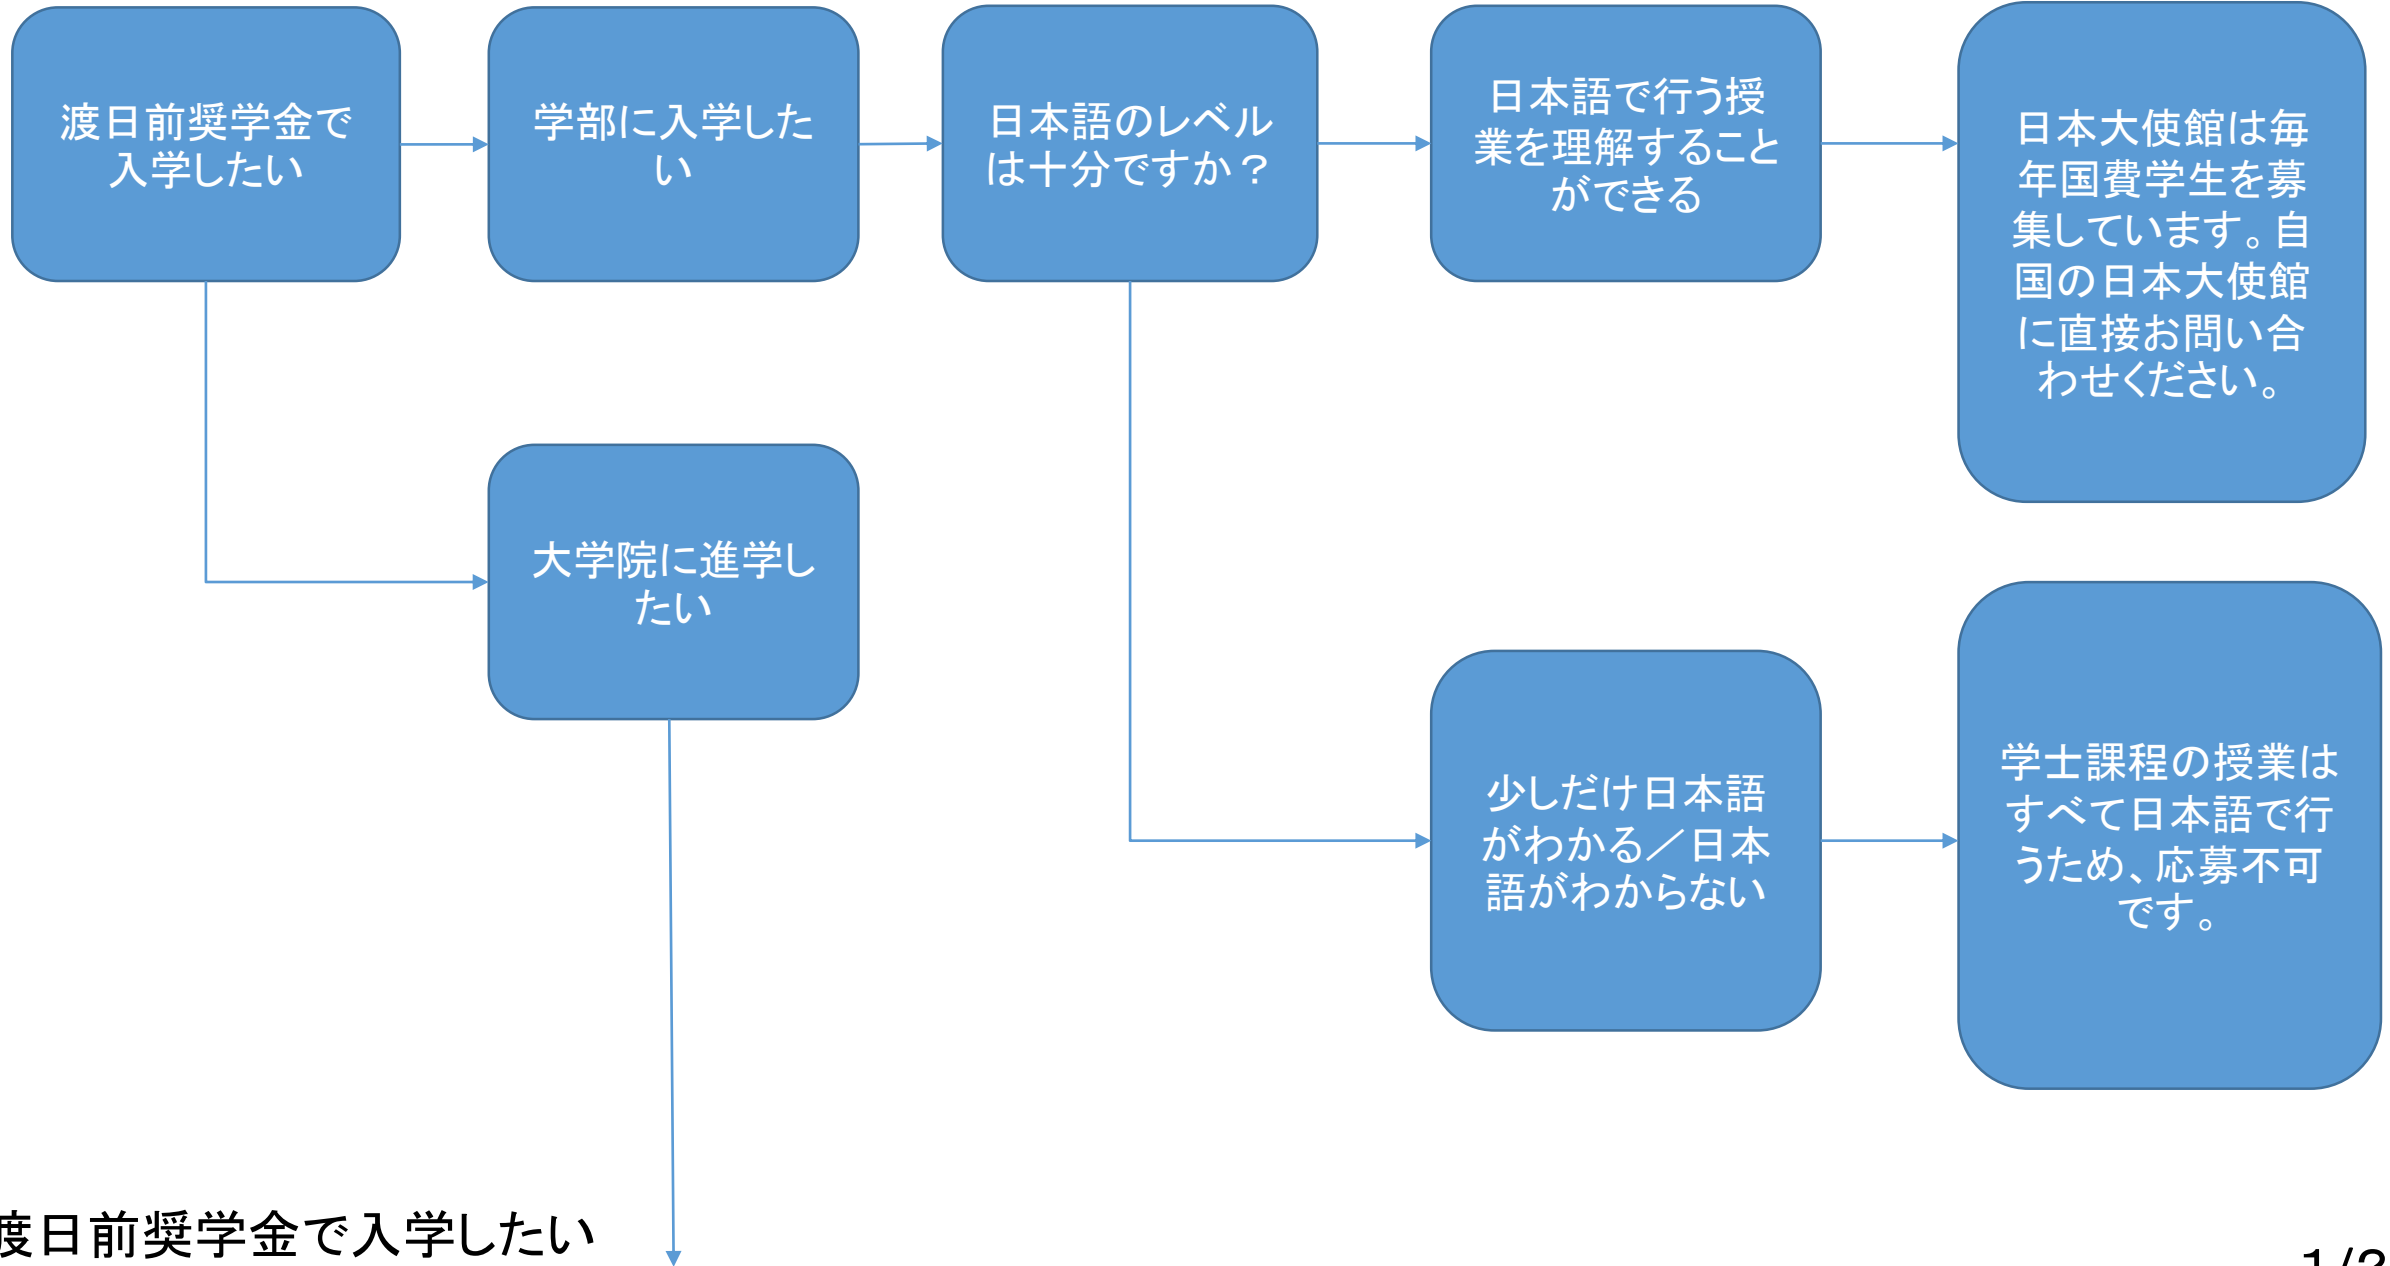 渡日前奨学金で
入学したい
学部に入学した
い
日本語のレベル
は十分ですか？
日本語で行う授
業を理解すること
ができる
日本大使館は毎
年国費学生を募
集しています。自
国の日本大使館
に直接お問い合
わせください。
大学院に進学し
たい
少しだけ日本語
がわかる／日本
語がわからない
学士課程の授業は
すべて日本語で行
うため、応募不可
です。
渡日前奨学金で入学したい